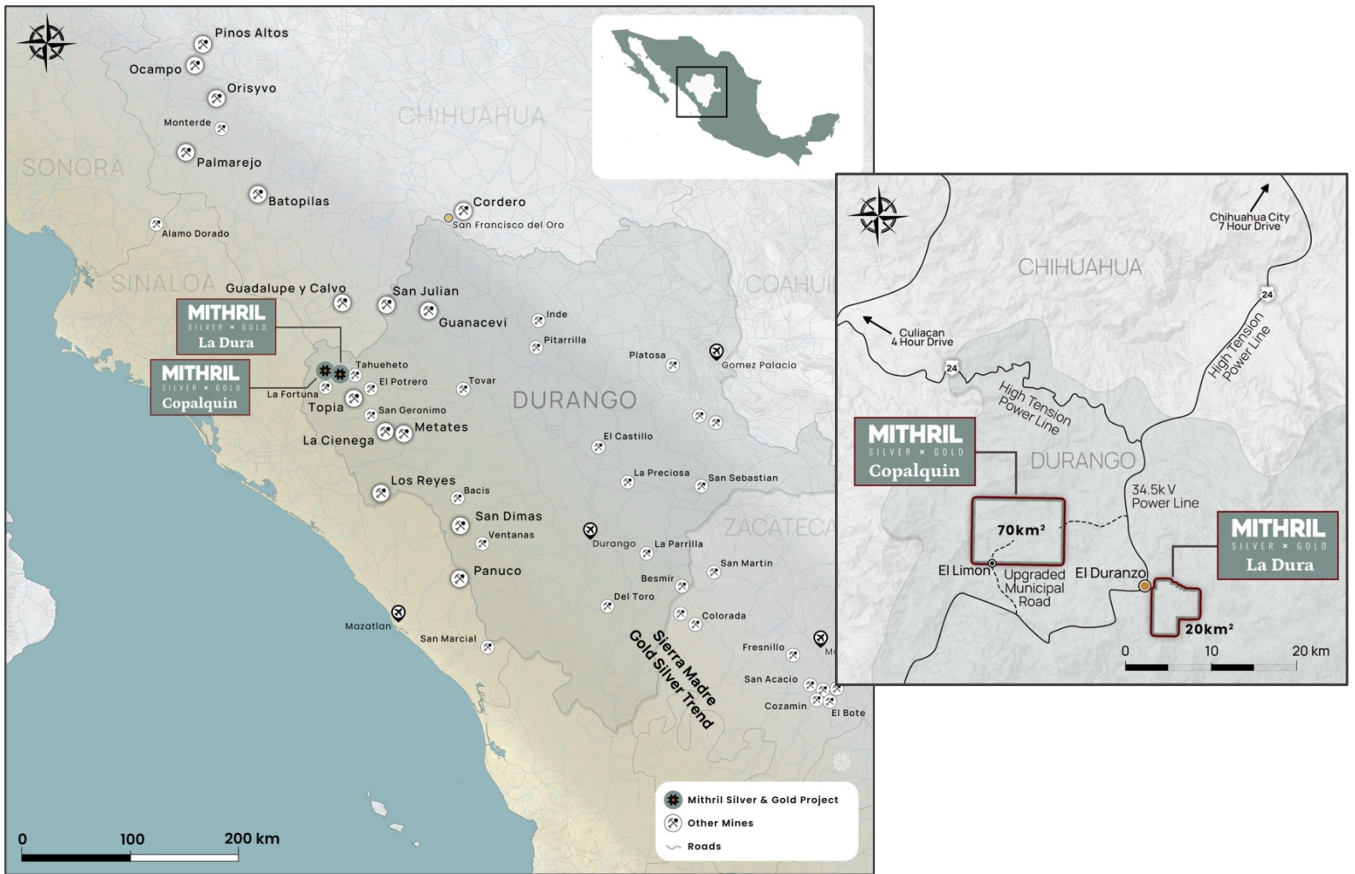 Pinos Altos
Ocampo
Orisyvo
CHIHUAHUA
Monterde
SONORA
Palmarejo
Batopilas
Cordero
San Francisco del Oro
Alamo Dorado
SINALOA
COAHUI
Guadalupe y Calvo
San Julian
Guanacevi
MITHRIL
SILVER × GOLD
La Dura
Inde
Pitarrilla
Platosa
Gomez Palacio
MITHRIL
SILVER × GOLD
Copalquin
Tahueheto
La Fortuna
El Potrero
Tovar
Topia
DURANGO
San Geronimo
La Cienega
Metates
El Castillo
Los Reyes
Bacis
La Preciosa
San Sebastian
San Dimas
ZACATECA
Ventanas
Durango
La Parrilla
Panuco
San Martin
Besmir
Del Toro
Mazatlan
Colorada
San Marcial
Sierra Madre
Gold Silver Trend
Fresnillo
San Acacio
Cozamin
El Bote
Mithril Silver & Gold Project
Other Mines
Roads
0 100 200 km
Chihuahua City
7 Hour Drive
CHIHUAHUA
24
Culiacan
4 Hour Drive
24
High Tension
Power Line
High Tension
Power Line
MITHRIL
SILVER × GOLD
Copalquin
DURANGO
34.5kV
Power Line
70km²
MITHRIL
SILVER × GOLD
La Dura
El Limon
Upgraded
Municipal
Road
El Duranzo
20km²
0 10 20 km